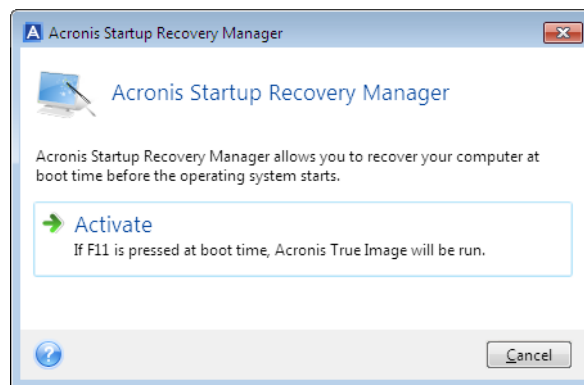 Acronis Startup Recovery Manager
Acronis Startup Recovery Manager
Acronis Startup Recovery Manager allows you to recover your computer at
boot time before the operating system starts.
Activate
If F11 is pressed at boot time, Acronis True Image will be run.
Cancel